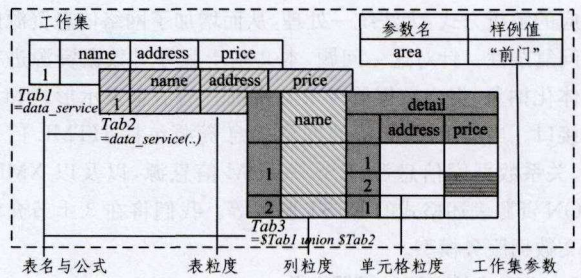 工作集
参数名 样例值
area "前门"
name address price
1
Tab1
=data_service(..)
name address price
1
Tab2
=data_service(..)
name detail
address price
1 1
2
2 1
Tab3
=$Tab1 union $Tab2
表名与公式 表粒度 列粒度 单元格粒度 工作集参数